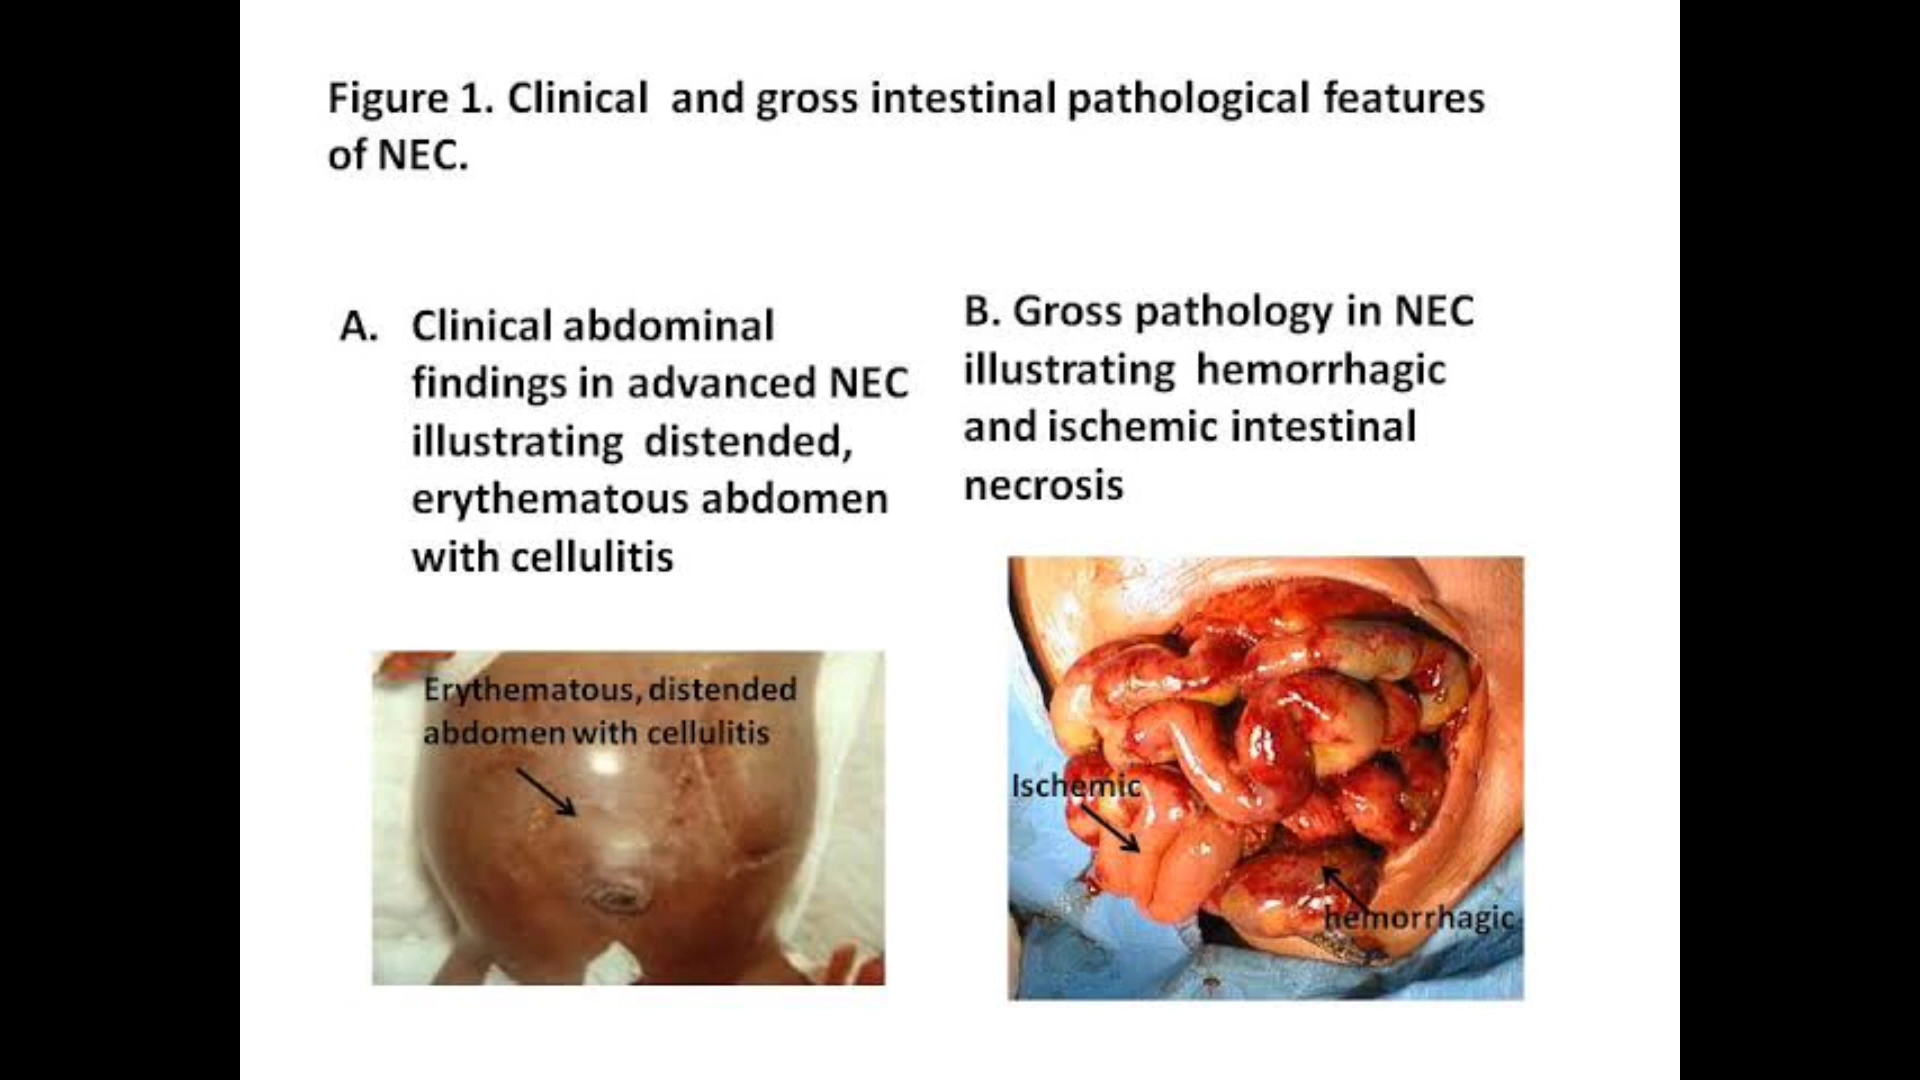 Figure 1. Clinical and gross intestinal pathological features
of NEC.
A. Clinical abdominal
findings in advanced NEC
illustrating distended,
erythematous abdomen
with cellulitis
B. Gross pathology in NEC
illustrating hemorrhagic
and ischemic intestinal
necrosis
Erythematous, distended
abdomen with cellulitis
Ischemic
hemorrhagic